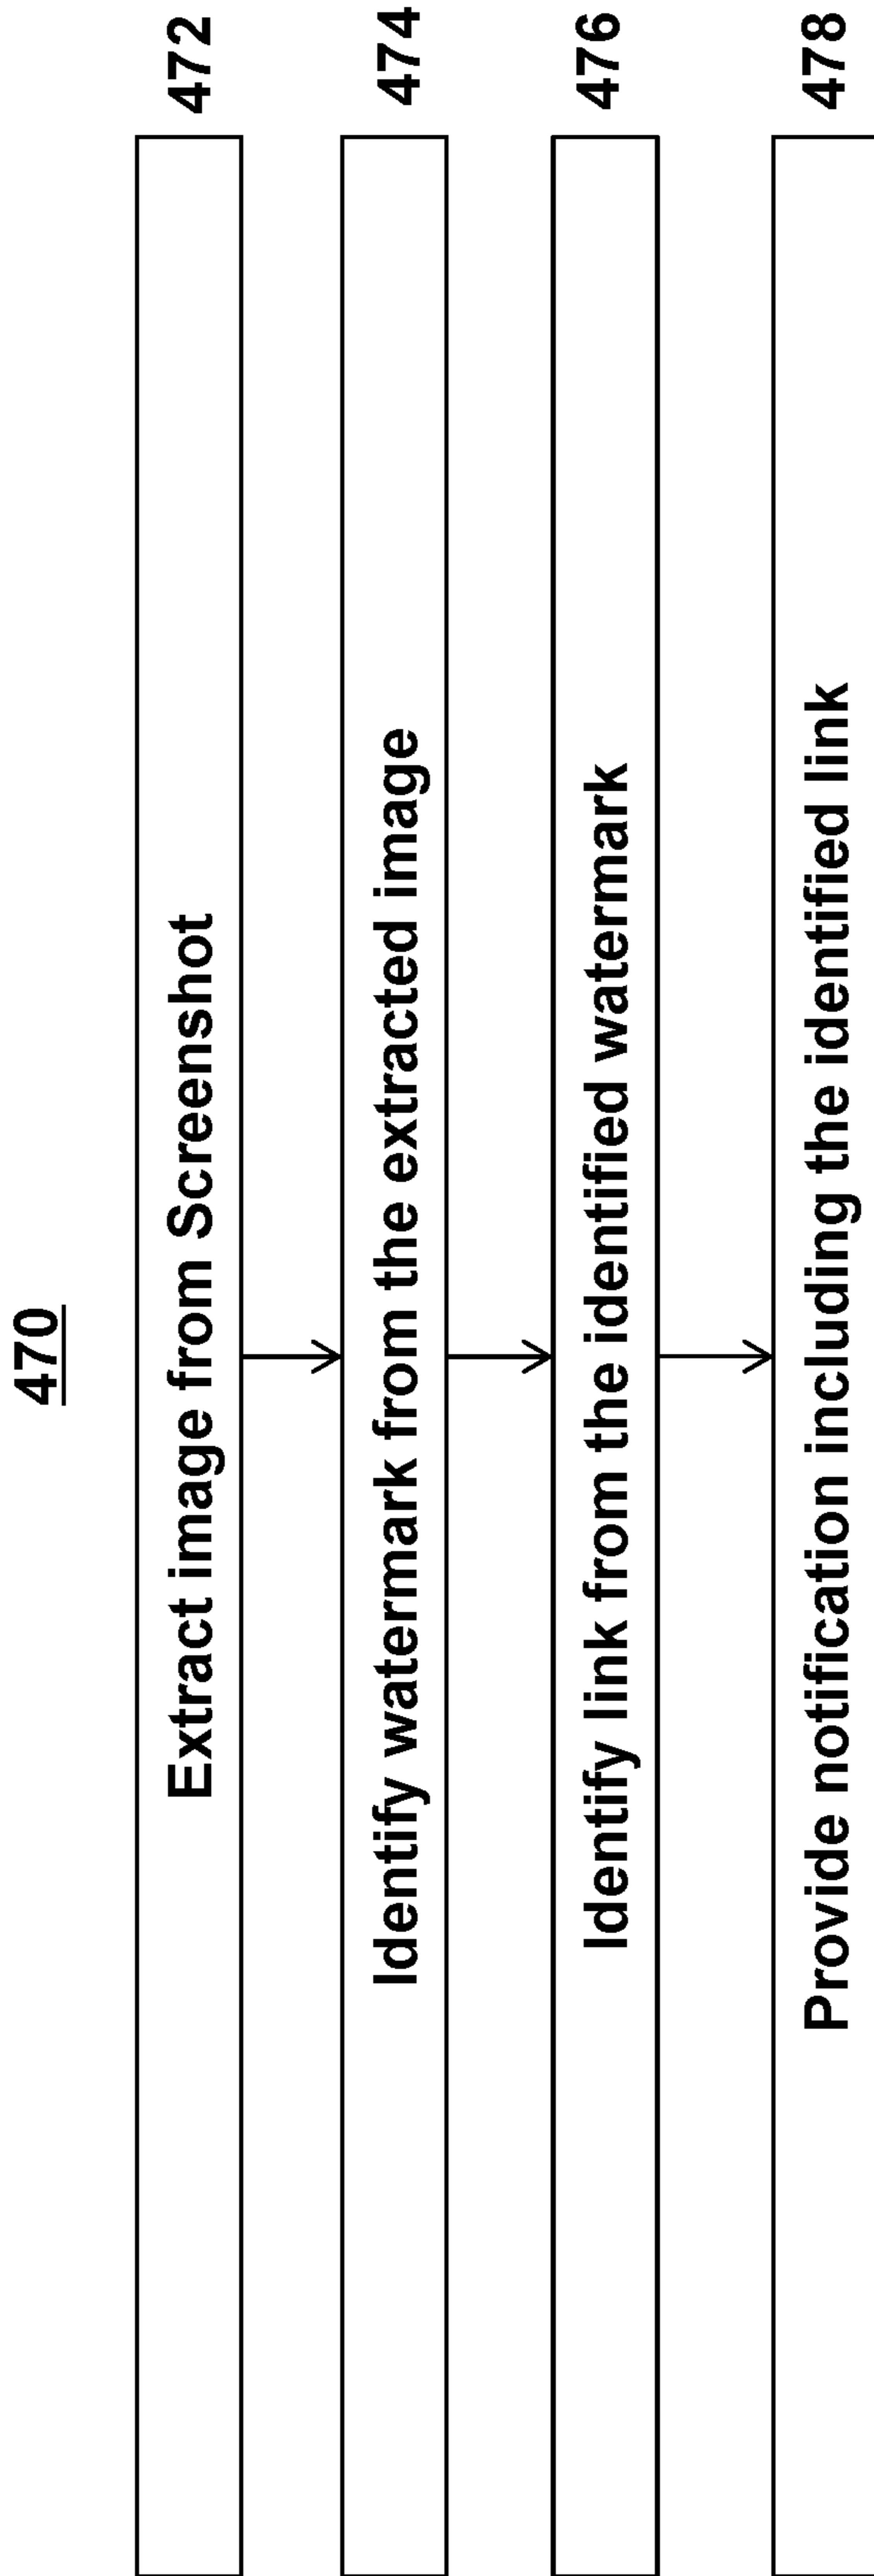 470
Extract image from Screenshot 472
Identify watermark from the extracted image 474
Identify link from the identified watermark 476
Provide notification including the identified link 478